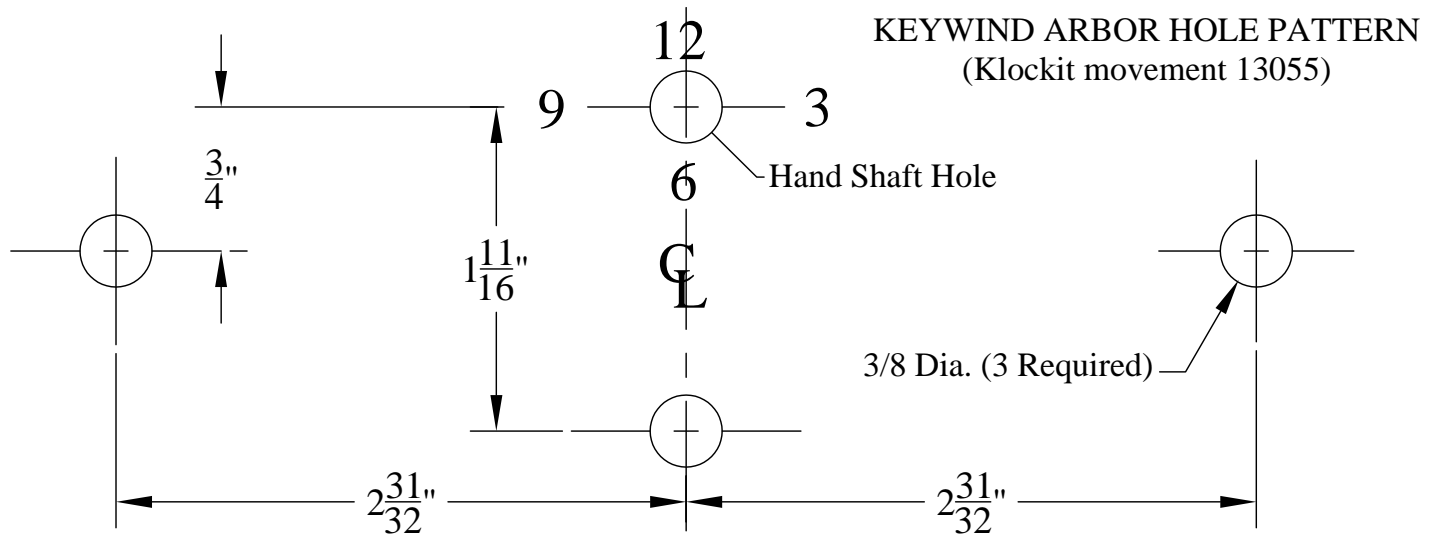 KEYWIND ARBOR HOLE PATTERN
(Klockit movement 13055)
12
9
3
6
Hand Shaft Hole
3/4"
1 11/16"
CL
3/8 Dia. (3 Required)
2 31/32"
2 31/32"